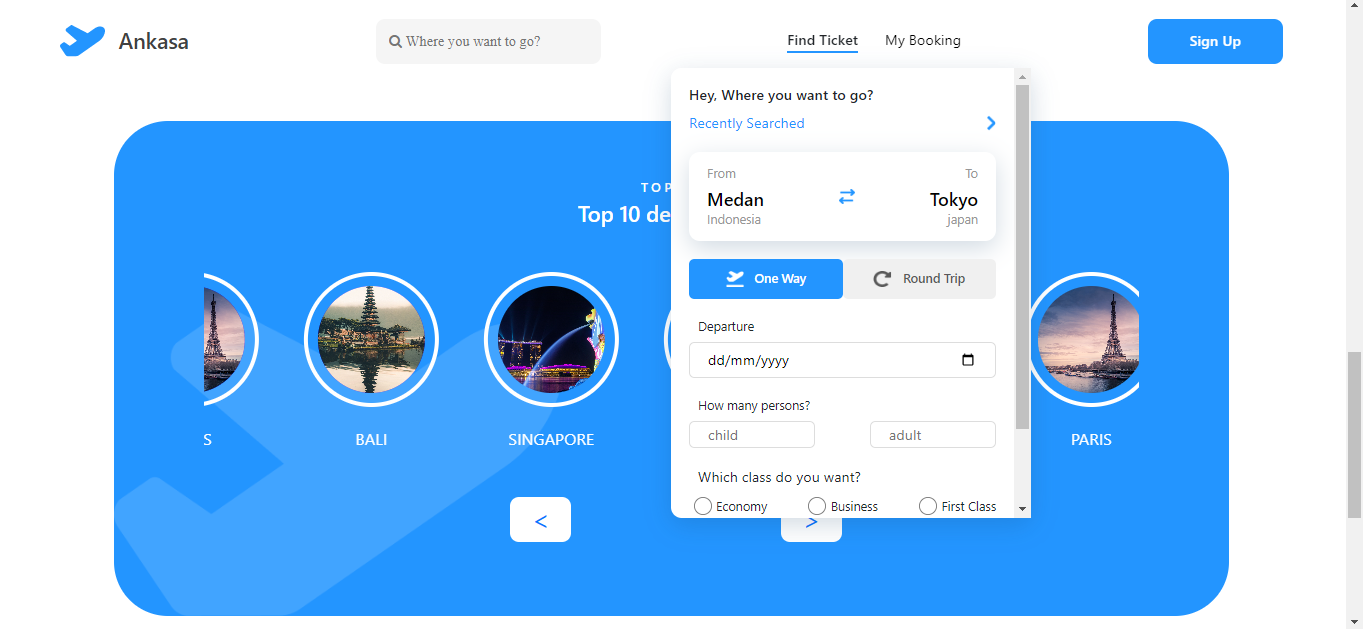 Ankasa
Where you want to go?
Find Ticket
My Booking
Sign Up
Hey, Where you want to go?
Recently Searched
From
To
Medan
Tokyo
Indonesia
japan
One Way
Round Trip
Departure
dd/mm/yyyy
How many persons?
child
adult
Which class do you want?
Economy
Business
First Class
TOP
Top 10 de
S
BALI
SINGAPORE
PARIS
<
>